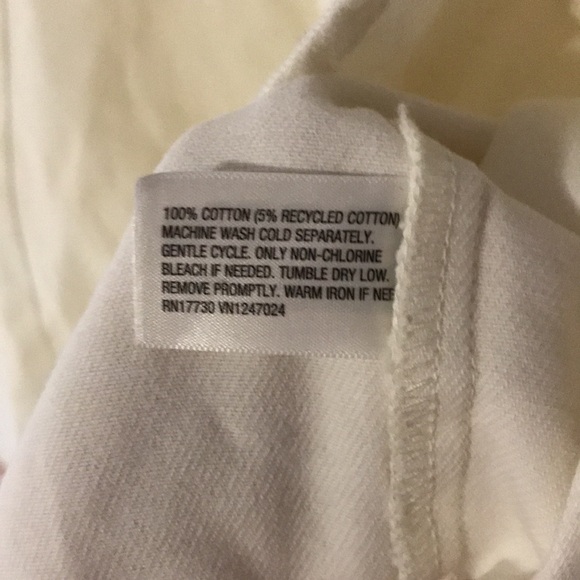 100% COTTON (5% RECYCLED COTTON)
MACHINE WASH COLD SEPARATELY.
GENTLE CYCLE. ONLY NON-CHLORINE
BLEACH IF NEEDED. TUMBLE DRY LOW.
REMOVE PROMPTLY. WARM IRON IF
RN17730 VN1247024